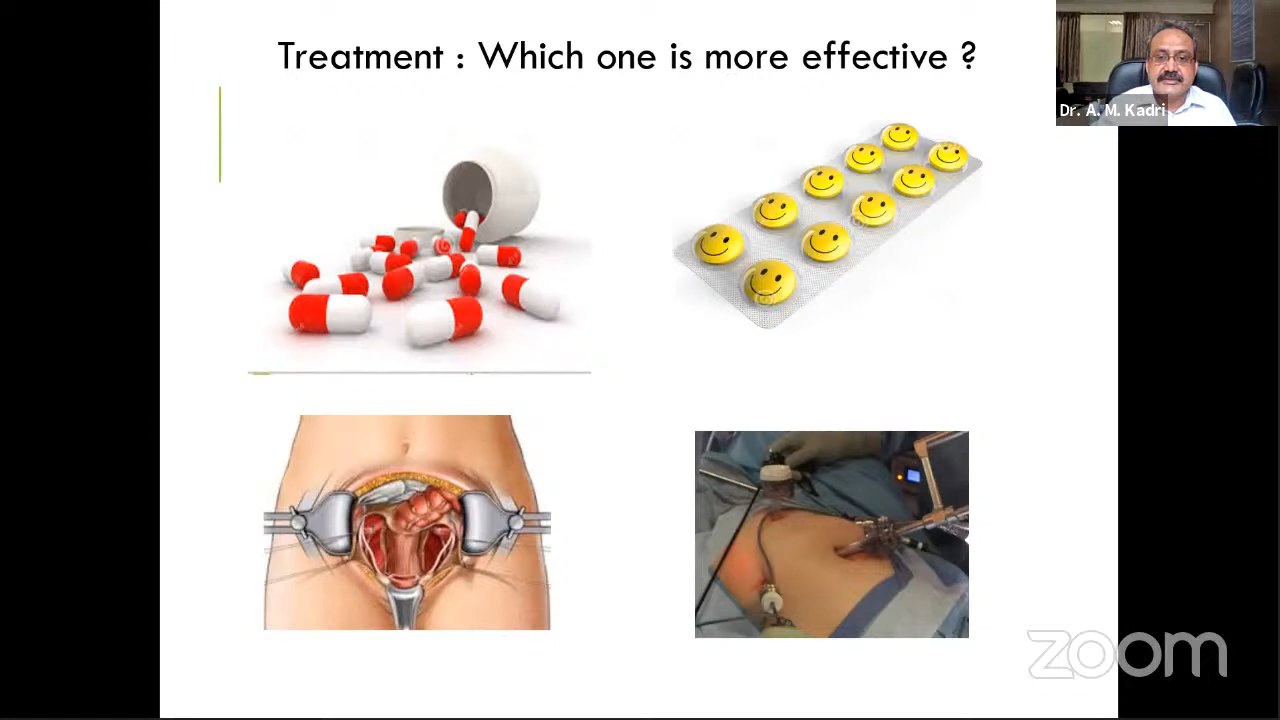 Treatment : Which one is more effective ?
Dr. A. M. Kadri
zoom